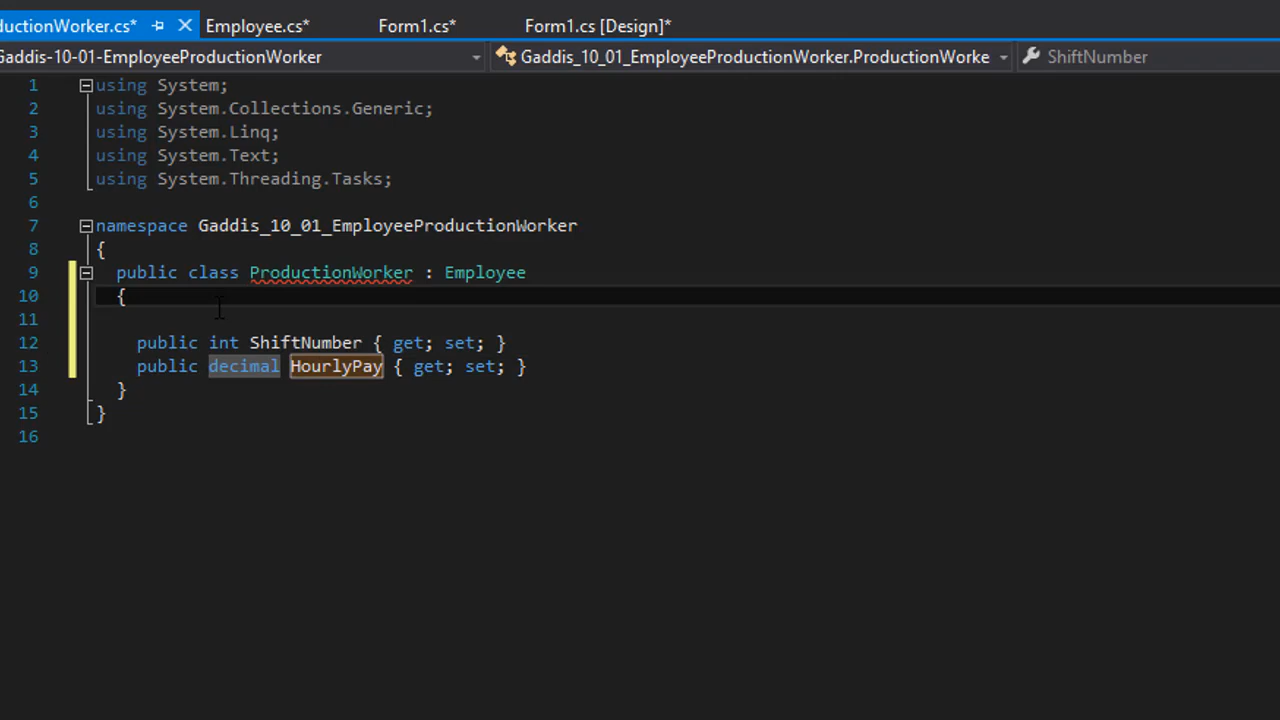 ductionWorker.cs* Employee.cs* Form1.cs* Form1.cs [Design]*
Gaddis-10-01-EmployeeProductionWorker Gaddis_10_01_EmployeeProductionWorker.ProductionWorke ShiftNumber
1 using System;
2 using System.Collections.Generic;
3 using System.Linq;
4 using System.Text;
5 using System.Threading.Tasks;
6
7 namespace Gaddis_10_01_EmployeeProductionWorker
8 {
9 public class ProductionWorker : Employee
10 {
11
12 public int ShiftNumber { get; set; }
13 public decimal HourlyPay { get; set; }
14 }
15 }
16